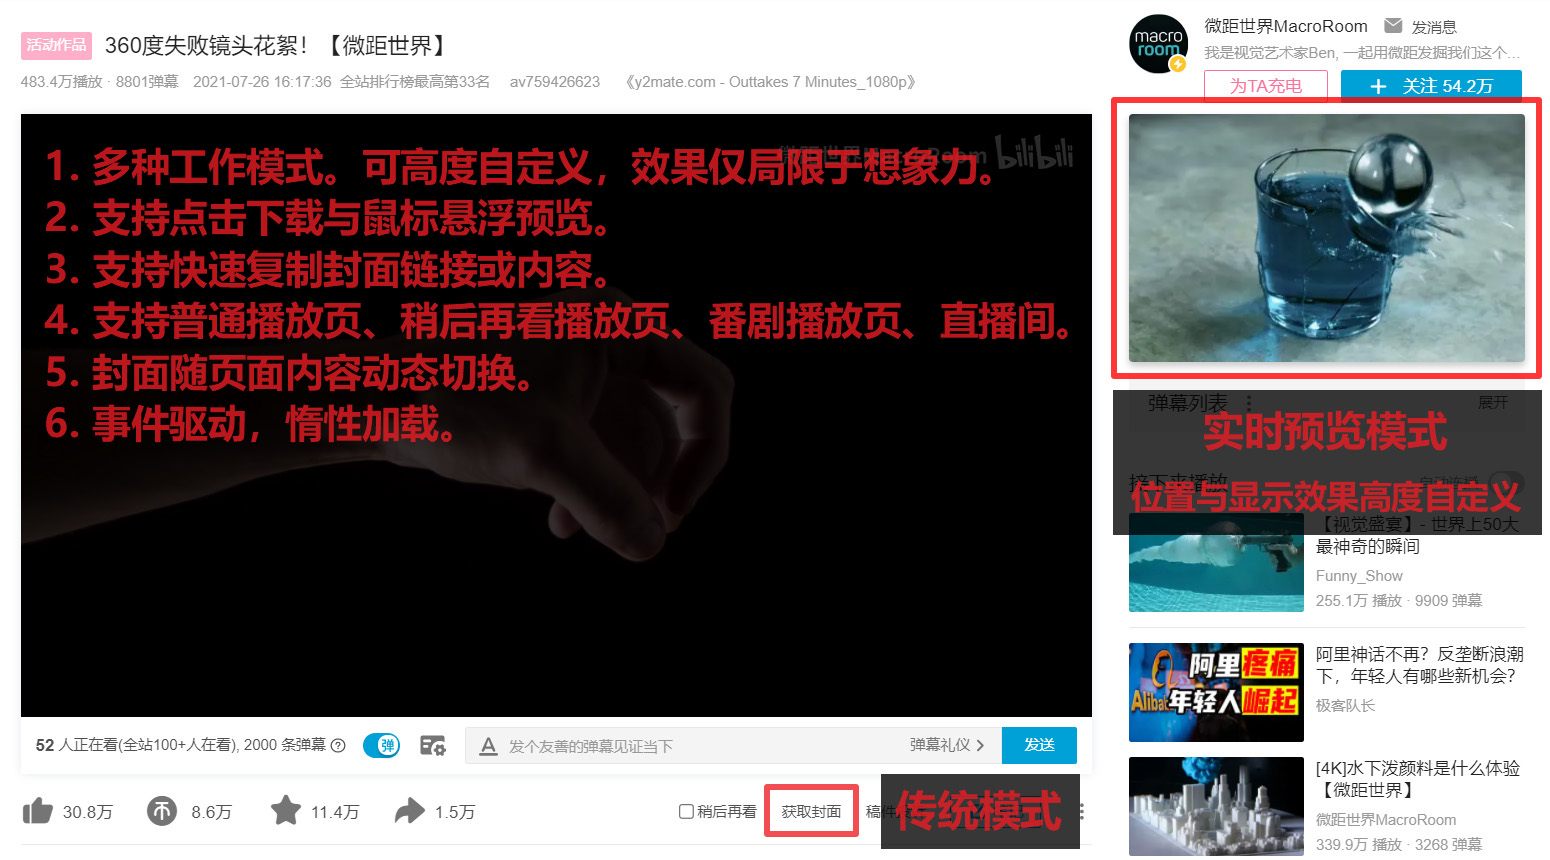 活动作品 360度失败镜头花絮！【微距世界】
483.4万播放 · 8801弹幕 2021-07-26 16:17:36 全站排行榜最高第33名 av759426623 《y2mate.com - Outtakes 7 Minutes_1080p》
macro room
微距世界MacroRoom 发消息
我是视觉艺术家Ben, 一起用微距发掘我们这个...
为TA充电 + 关注 54.2万
bilibili
1. 多种工作模式。可高度自定义，效果仅局限于想象力。
2. 支持点击下载与鼠标悬浮预览。
3. 支持快速复制封面链接或内容。
4. 支持普通播放页、稍后再看播放页、番剧播放页、直播间。
5. 封面随页面内容动态切换。
6. 事件驱动，惰性加载。
52 人正在看(全站100+人在看), 2000 条弹幕
弹
发个友善的弹幕见证当下
弹幕礼仪 >
发送
30.8万 8.6万 11.4万 1.5万
稍后再看 获取封面 稿件
传统模式
弹幕列表 展开
实时预览模式
接下来播放
位置与显示效果高度自定义
【视觉盛宴】- 世界上50大
最神奇的瞬间
Funny_Show
255.1万 播放 · 9909 弹幕
阿里疼痛
年轻人崛起
Alibaba
阿里神话不再？反垄断浪潮
下，年轻人有哪些新机会？
极客队长
[4K]水下泼颜料是什么体验
【微距世界】
微距世界MacroRoom
339.9万 播放 · 3268 弹幕